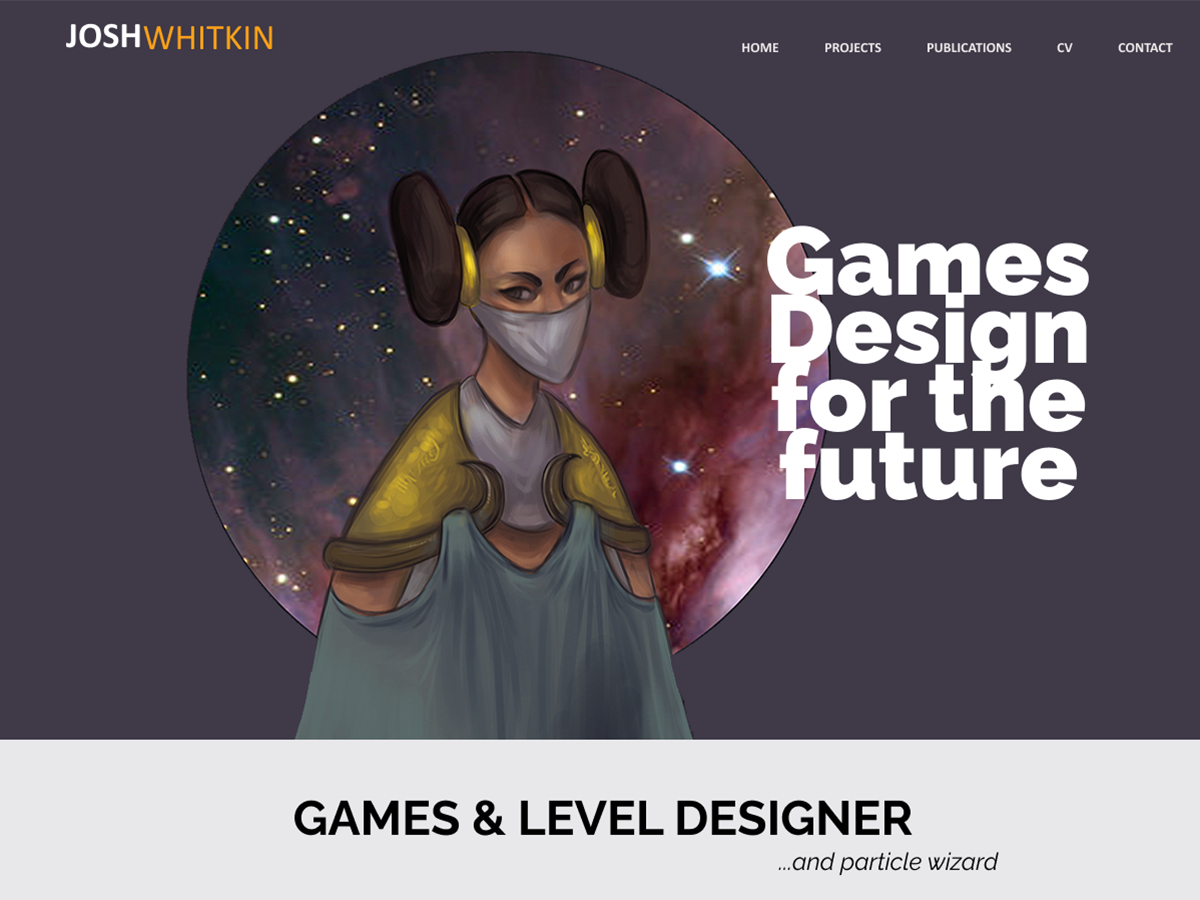 JOSHWHITKIN
HOME PROJECTS PUBLICATIONS CV CONTACT
Games
Design
for the
future
GAMES & LEVEL DESIGNER
...and particle wizard